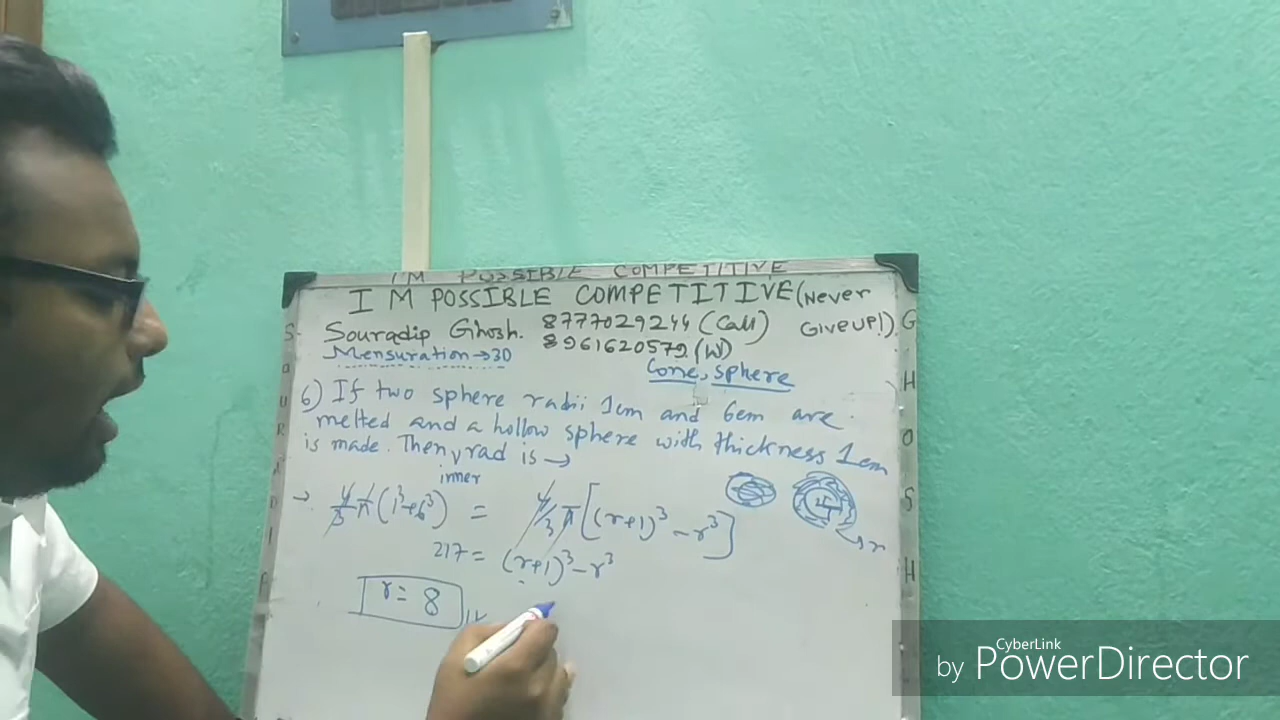 I'M POSSIBLE COMPETITIVE
I M POSSIBLE COMPETITIVE (Never
GIVEUP!).
Souradip Ghosh. 8777029244 (Call)
8961620579 (W)
Mensuration → 3D
Cone, sphere
6) If two sphere radii 1cm and 6cm are
melted and a hollow sphere with thickness 1cm
is made. Then rad is →
inner
→ 4/3 π (1³+6³) = 4/3 π [(r+1)³ - r³]
217 = (r+1)³ - r³
r = 8
r
GHOSH
CyberLink
by PowerDirector